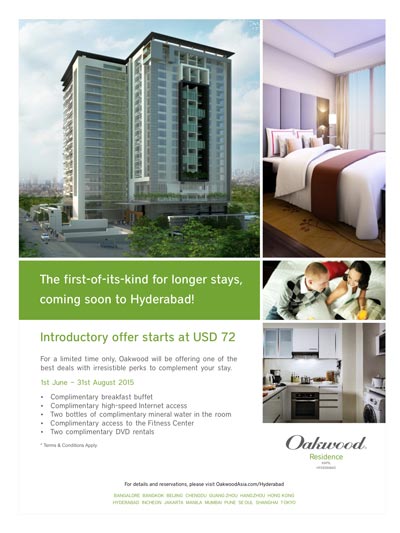 The first-of-its-kind for longer stays,
coming soon to Hyderabad!
Introductory offer starts at USD 72
For a limited time only, Oakwood will be offering one of the
best deals with irresistible perks to complement your stay.
1st June – 31st August 2015
• Complimentary breakfast buffet
• Complimentary high-speed Internet access
• Two bottles of complimentary mineral water in the room
• Complimentary access to the Fitness Center
• Two complimentary DVD rentals
* Terms & Conditions Apply
Oakwood
Residence
KAPIL
HYDERABAD
For details and reservations, please visit OakwoodAsia.com/Hyderabad
BANGALORE BANGKOK BEIJING CHENGDU GUANGZHOU HANGZHOU HONG KONG
HYDERABAD INCHEON JAKARTA MANILA MUMBAI PUNE SEOUL SHANGHAI TOKYO